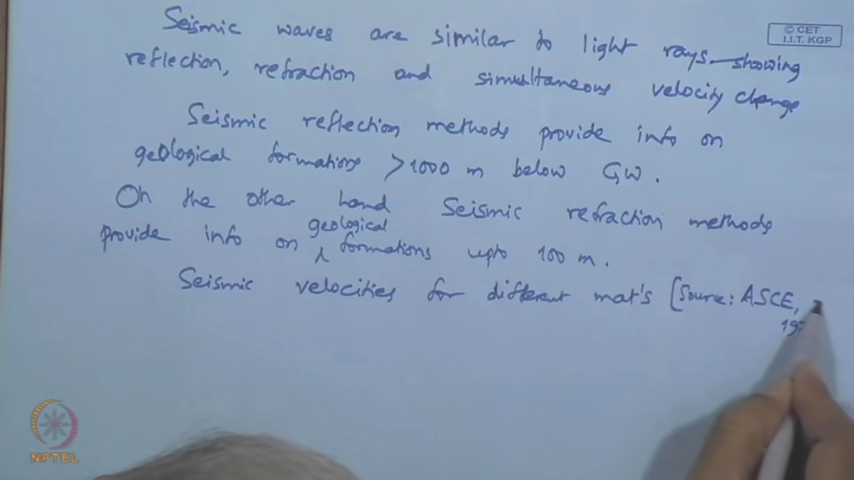 © CET
I.I.T. KGP
Seismic waves are similar to light rays showing
reflection, refraction and simultaneous velocity change
Seismic reflection methods provide info on
geological formations >1000 m below GW.
On the other hand Seismic refraction methods
provide info on geological formations upto 100 m.
Seismic velocities for different mat's [Source: ASCE,
NPTEL